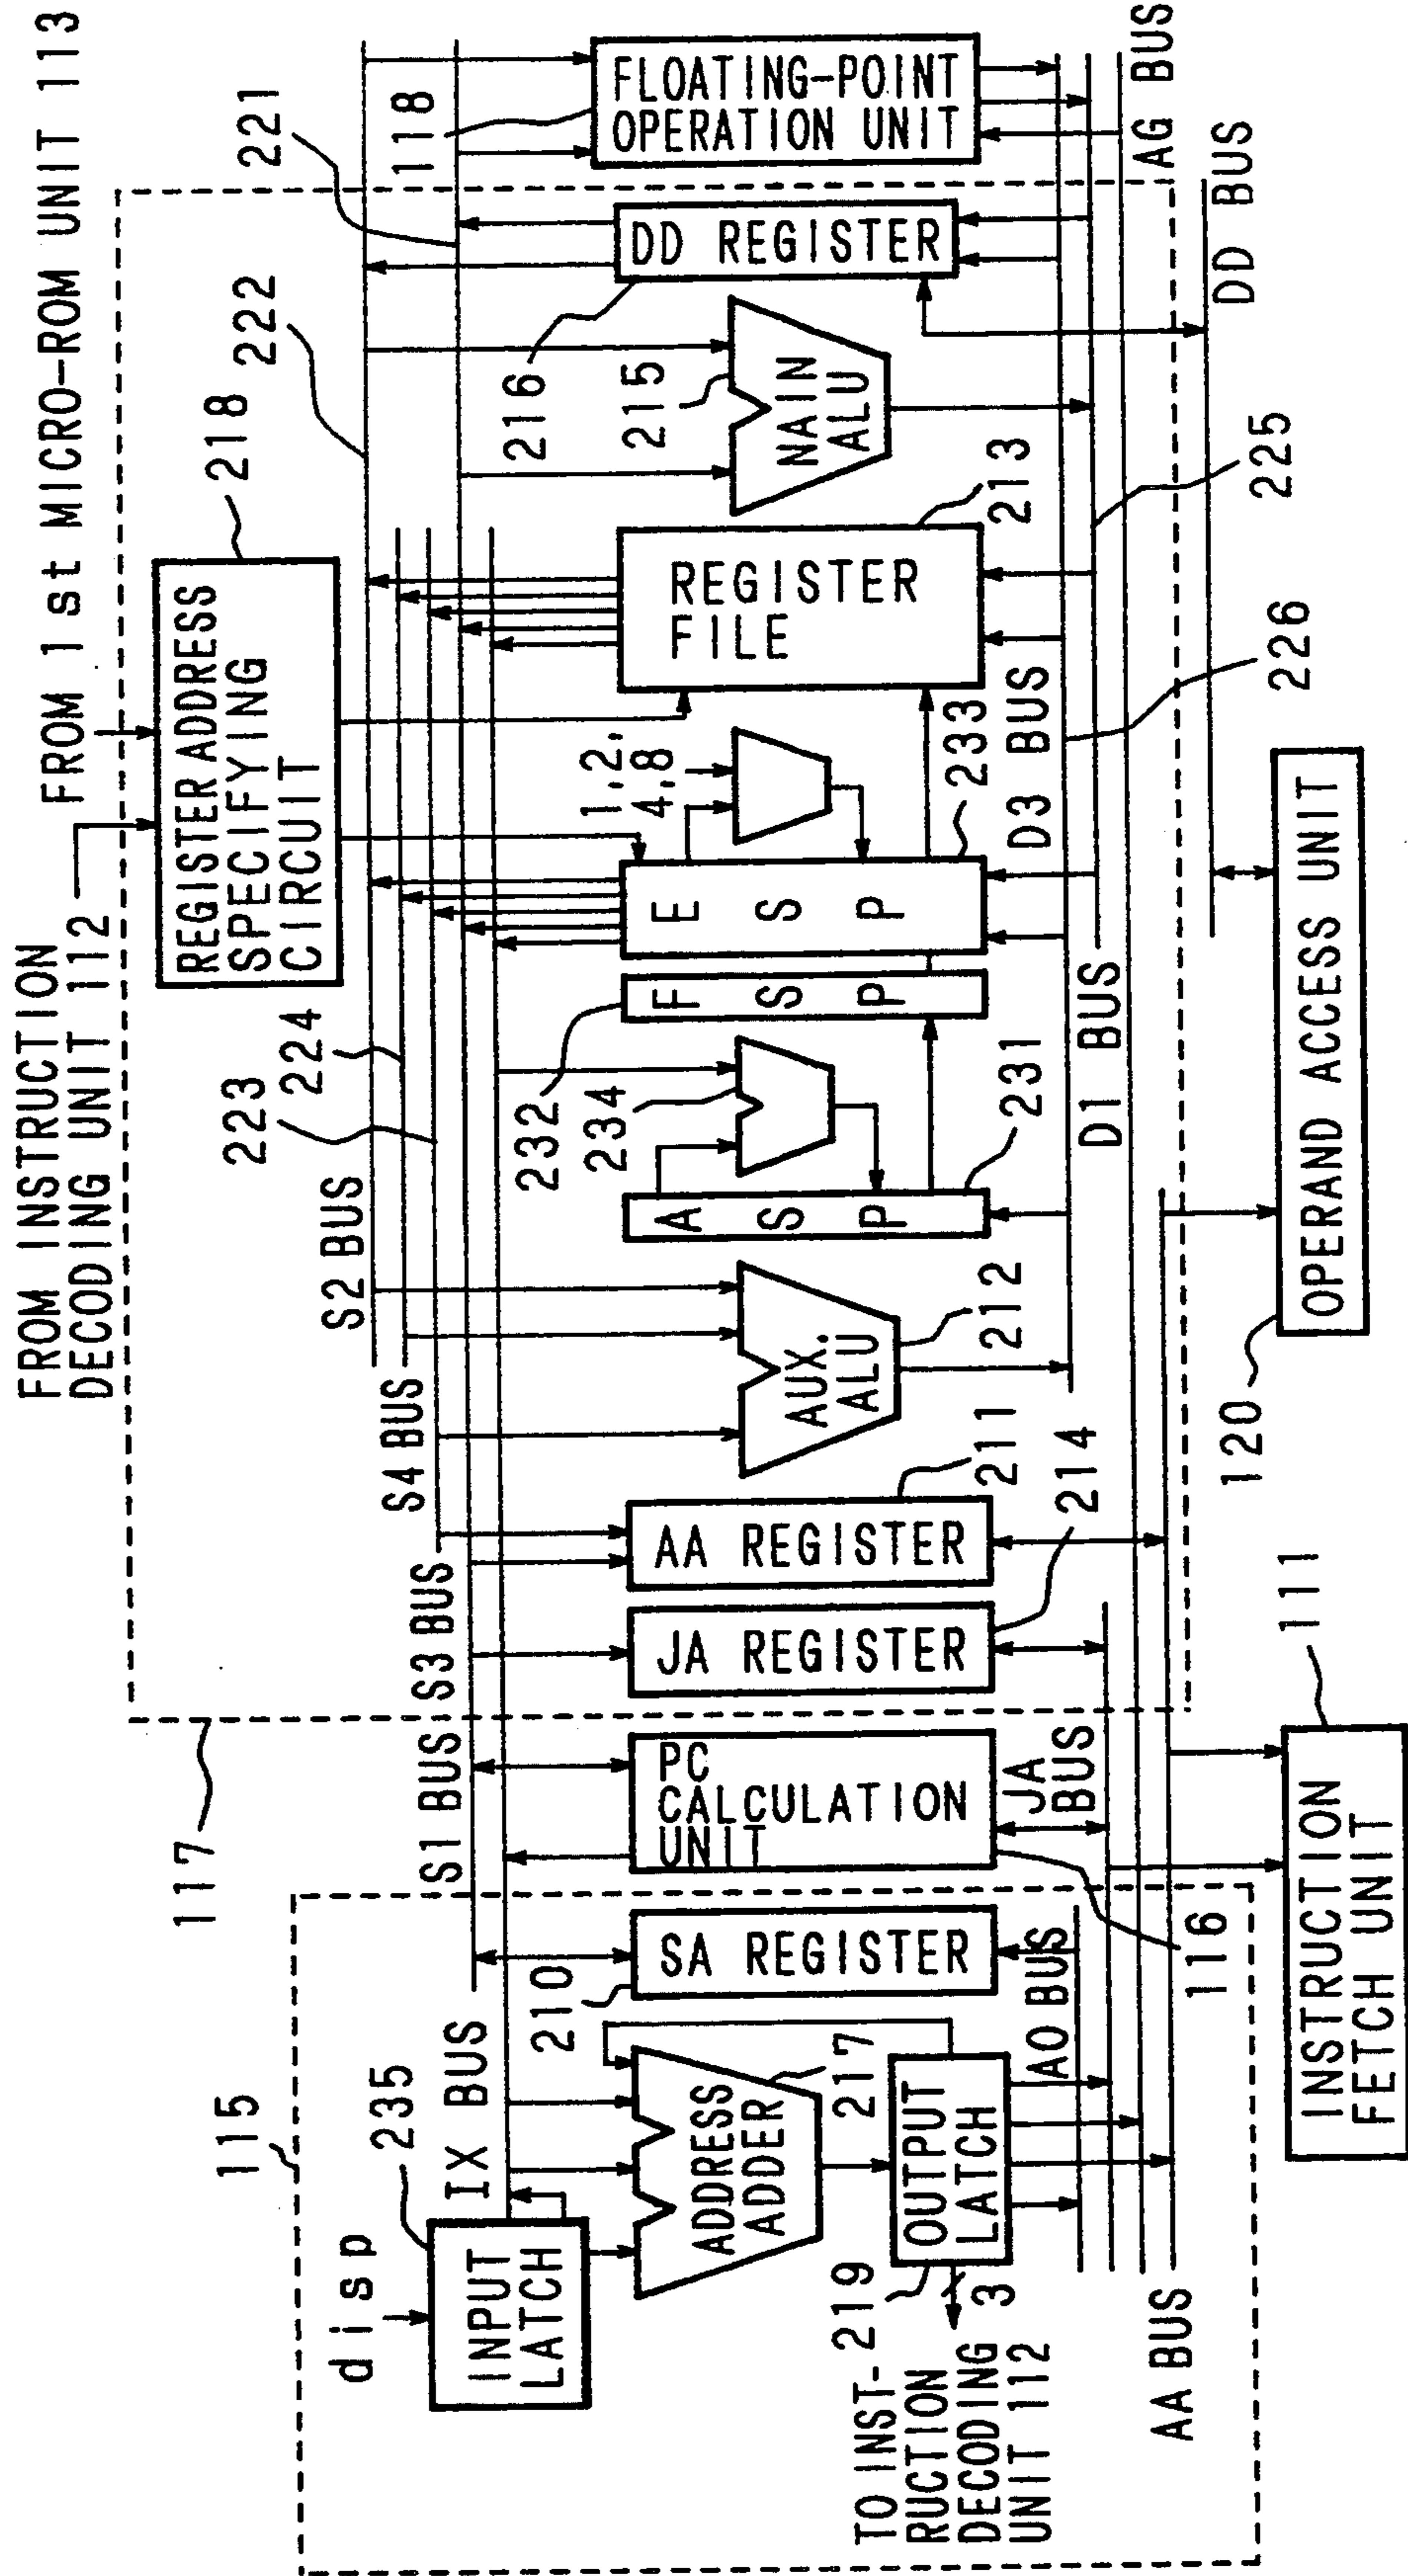 FROM INSTRUCTION
DECODING UNIT 112
FROM 1st MICRO-ROM UNIT 113
115
disp
235
INPUT
LATCH
IX BUS
ADDRESS
ADDER
217
219
OUTPUT
LATCH
3
TO INST-
RUCTION
DECODING
UNIT 112
AA BUS
AO BUS
210
SA REGISTER
117
S1 BUS
PC
CALCULATION
UNIT
JA
BUS
116
INSTRUCTION
FETCH UNIT
111
S3 BUS
JA REGISTER
214
S4 BUS
AA REGISTER
211
S2 BUS
AUX.
ALU
212
223
224
ASP
231
232
234
FSP
ESP
233
1,2,
4,8
D1 BUS
D3 BUS
120
OPERAND ACCESS UNIT
REGISTER ADDRESS
SPECIFYING
CIRCUIT
218
REGISTER
FILE
213
226
225
222
221
215
NAIN
ALU
216
DD REGISTER
118
FLOATING-POINT
OPERATION UNIT
AG BUS
DD BUS